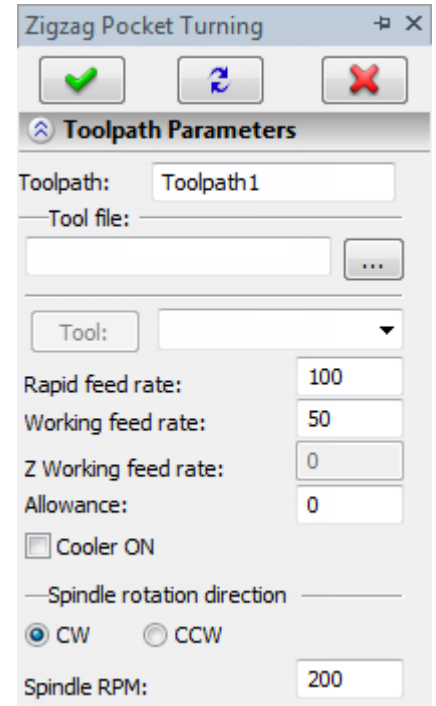 Zigzag Pocket Turning
Toolpath Parameters
Toolpath: Toolpath1
Tool file:
...
Tool:
Rapid feed rate: 100
Working feed rate: 50
Z Working feed rate: 0
Allowance: 0
Cooler ON
Spindle rotation direction
CW CCW
Spindle RPM: 200